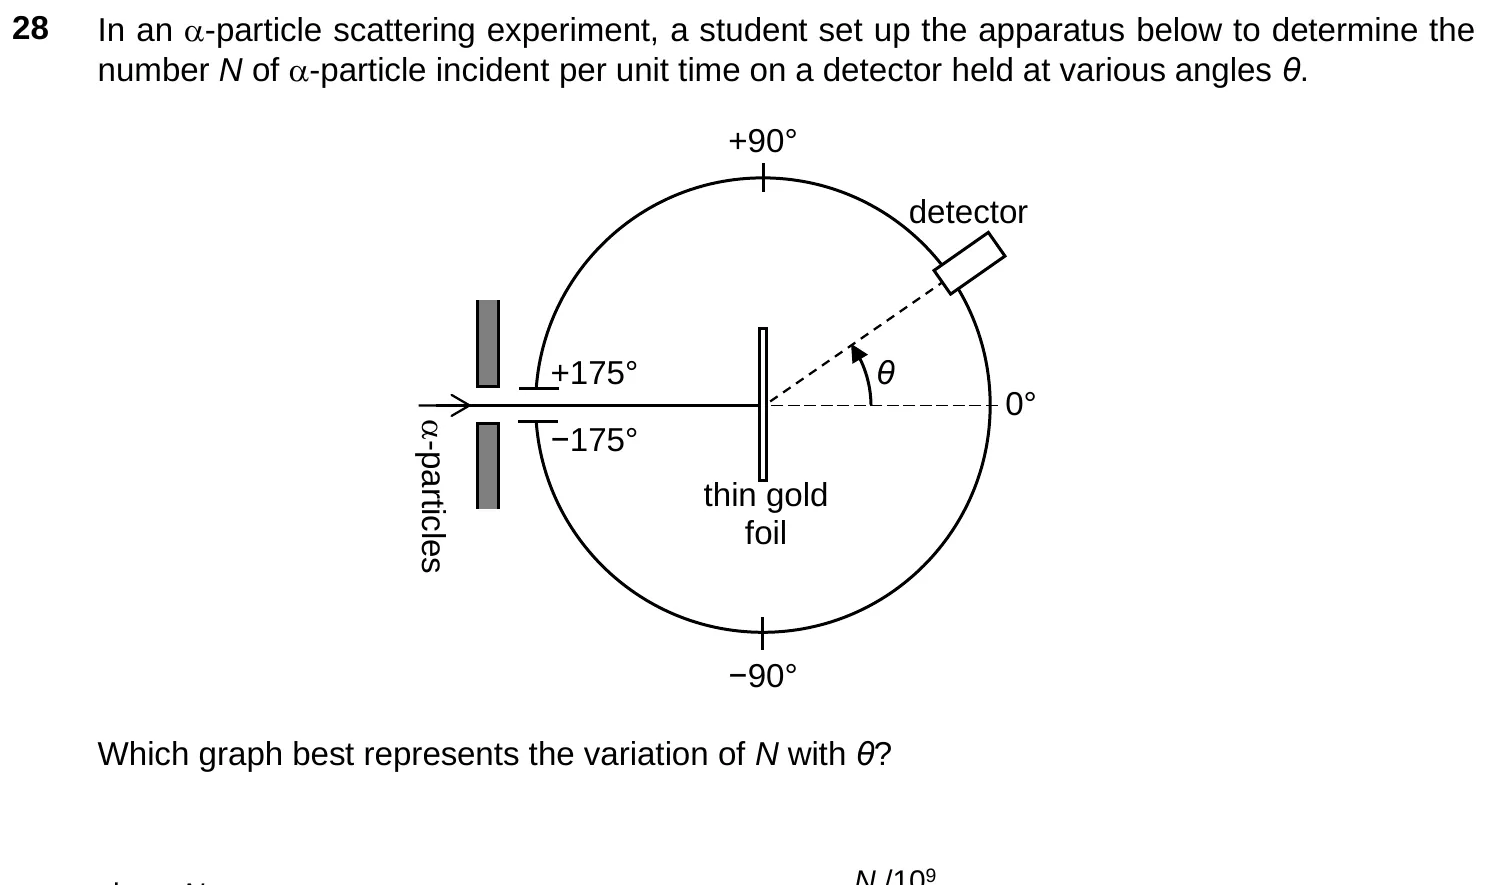 28 In an α-particle scattering experiment, a student set up the apparatus below to determine the
number N of α-particle incident per unit time on a detector held at various angles θ.
+90°
detector
+175°
θ
0°
α-particles
−175°
thin gold
foil
−90°
Which graph best represents the variation of N with θ?
N /10⁹